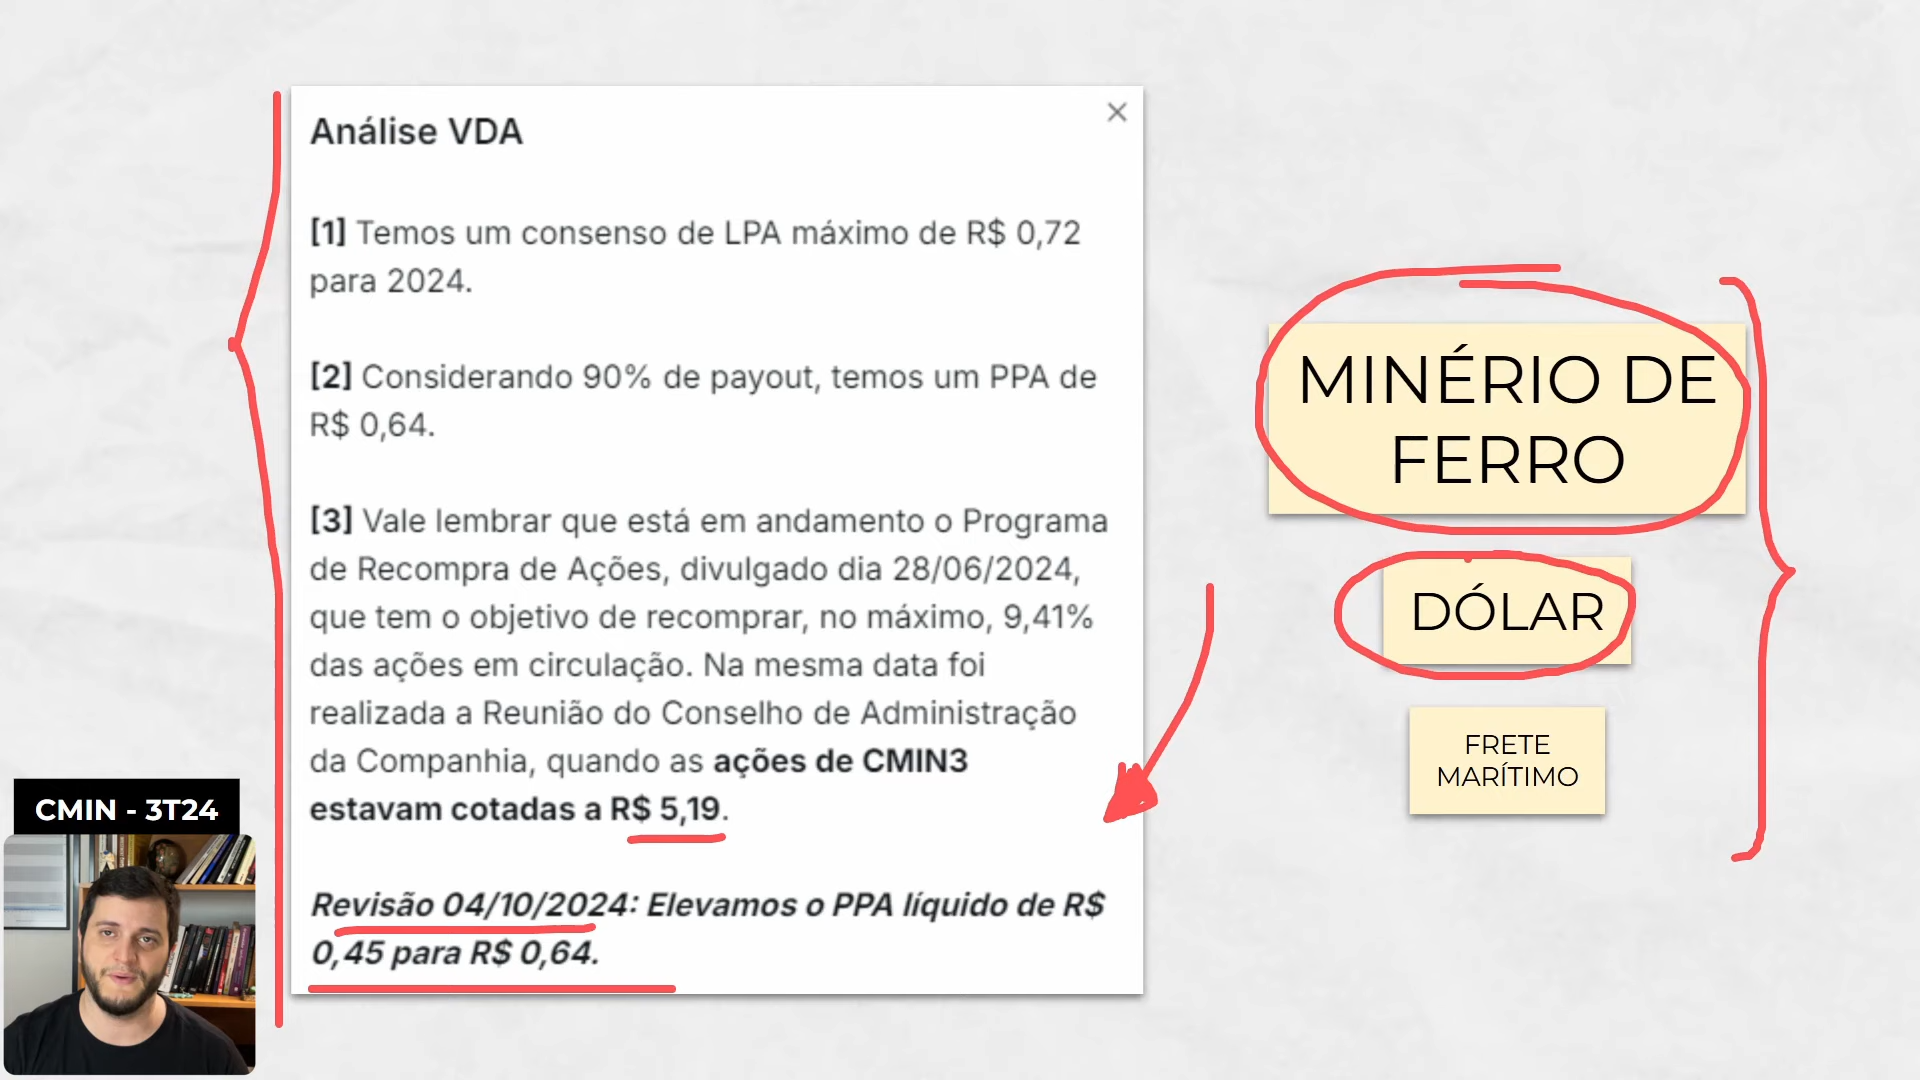 Análise VDA
[1] Temos um consenso de LPA máximo de R$ 0,72
para 2024.
[2] Considerando 90% de payout, temos um PPA de
R$ 0,64.
[3] Vale lembrar que está em andamento o Programa
de Recompra de Ações, divulgado dia 28/06/2024,
que tem o objetivo de recomprar, no máximo, 9,41%
das ações em circulação. Na mesma data foi
realizada a Reunião do Conselho de Administração
da Companhia, quando as ações de CMIN3
estavam cotadas a R$ 5,19.
Revisão 04/10/2024: Elevamos o PPA líquido de R$
0,45 para R$ 0,64.
MINÉRIO DE
FERRO
DÓLAR
FRETE
MARÍTIMO
CMIN - 3T24